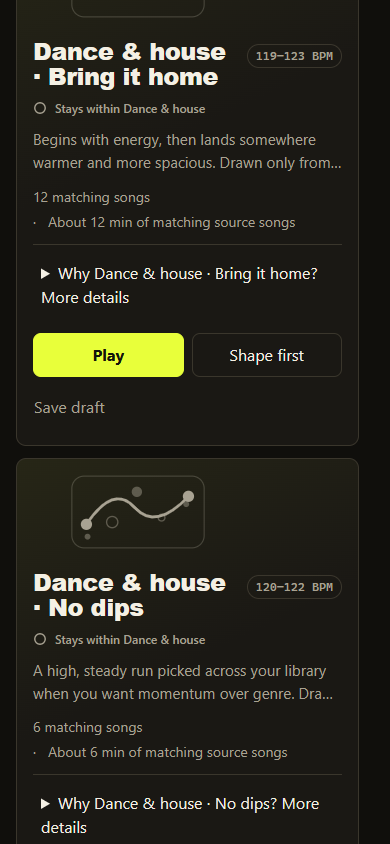 Dance & house
· Bring it home
119–123 BPM
Stays within Dance & house
Begins with energy, then lands somewhere
warmer and more spacious. Drawn only from…
12 matching songs
· About 12 min of matching source songs
▶ Why Dance & house · Bring it home?
More details
Play
Shape first
Save draft
Dance & house
· No dips
120–122 BPM
Stays within Dance & house
A high, steady run picked across your library
when you want momentum over genre. Dra…
6 matching songs
· About 6 min of matching source songs
▶ Why Dance & house · No dips? More
details